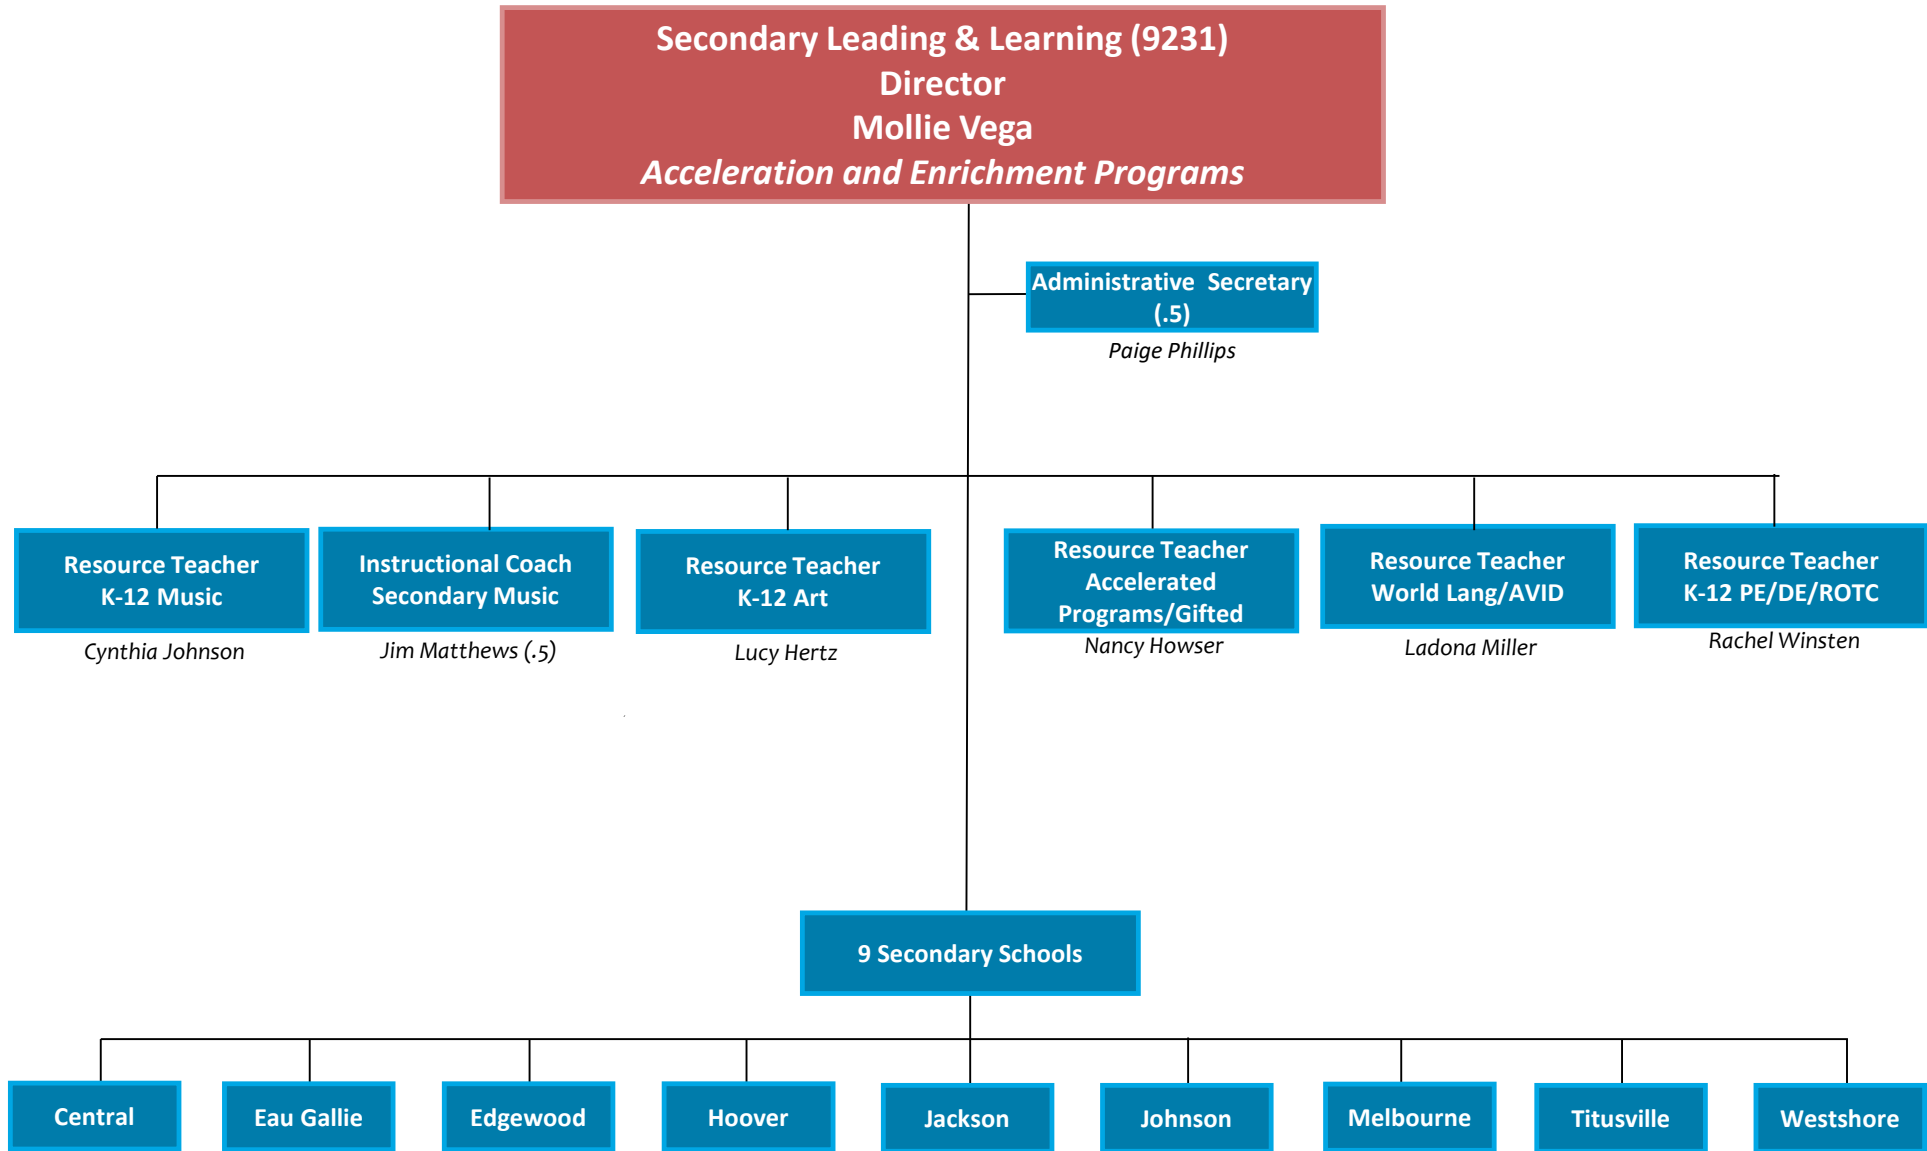 Secondary Leading & Learning (9231)
Director
Mollie Vega
Acceleration and Enrichment Programs
Administrative Secretary
(.5)
Paige Phillips
Resource Teacher
K-12 Music
Cynthia Johnson
Instructional Coach
Secondary Music
Jim Matthews (.5)
Resource Teacher
K-12 Art
Lucy Hertz
Resource Teacher
Accelerated
Programs/Gifted
Nancy Howser
Resource Teacher
World Lang/AVID
Ladona Miller
Resource Teacher
K-12 PE/DE/ROTC
Rachel Winsten
9 Secondary Schools
Central
Eau Gallie
Edgewood
Hoover
Jackson
Johnson
Melbourne
Titusville
Westshore